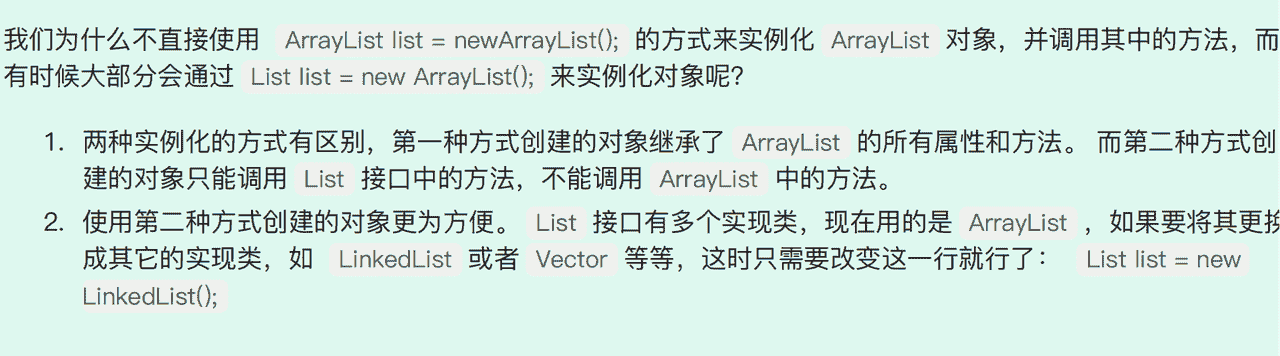 我们为什么不直接使用 ArrayList list = newArrayList(); 的方式来实例化 ArrayList 对象，并调用其中的方法，而
有时候大部分会通过 List list = new ArrayList(); 来实例化对象呢？
1. 两种实例化的方式有区别，第一种方式创建的对象继承了 ArrayList 的所有属性和方法。 而第二种方式创
建的对象只能调用 List 接口中的方法，不能调用 ArrayList 中的方法。
2. 使用第二种方式创建的对象更为方便。 List 接口有多个实现类，现在用的是 ArrayList ，如果要将其更换
成其它的实现类，如 LinkedList 或者 Vector 等等，这时只需要改变这一行就行了： List list = new
LinkedList();